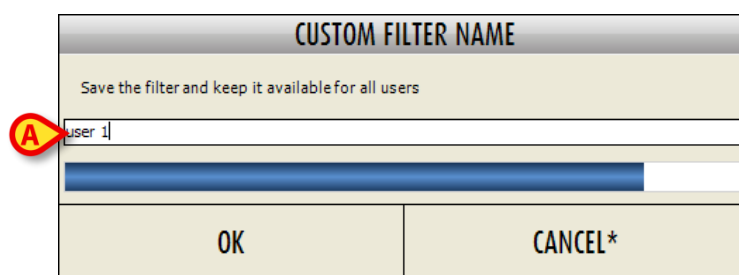 CUSTOM FILTER NAME
Save the filter and keep it available for all users
A
user 1
OK CANCEL*